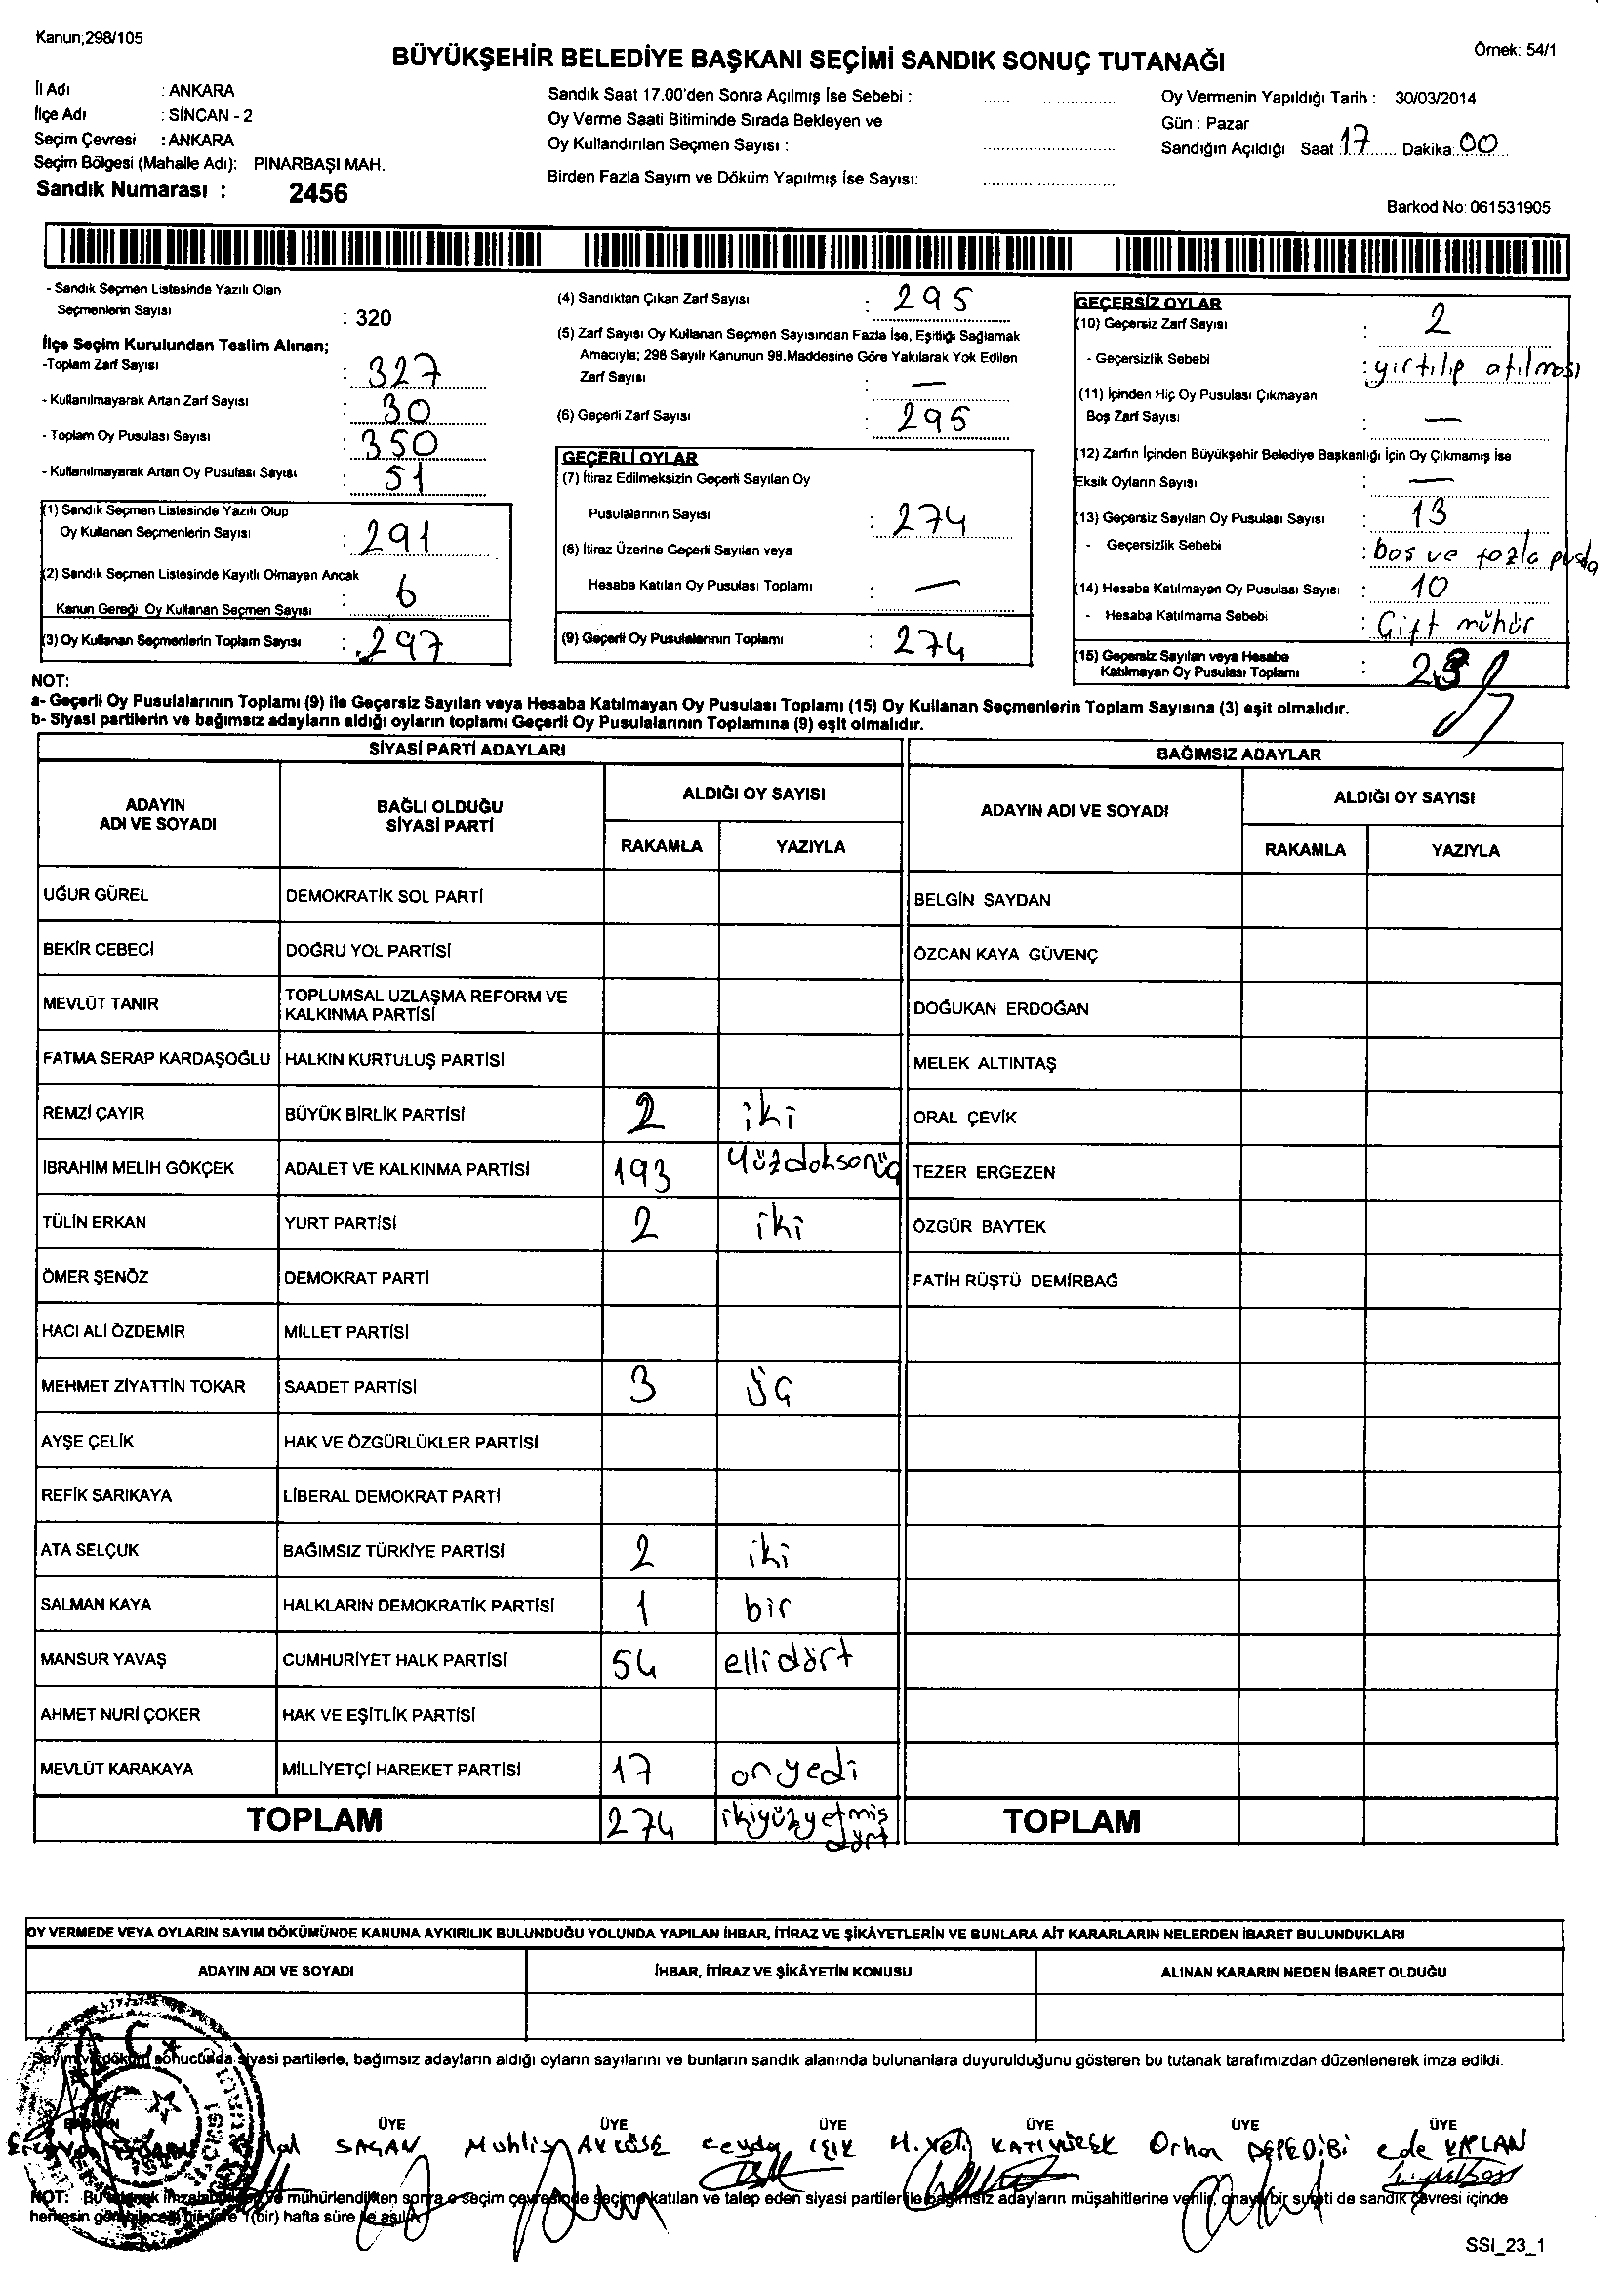 Kanun;298/105
Örnek: 54/1
BÜYÜKŞEHİR BELEDİYE BAŞKANI SEÇİMİ SANDIK SONUÇ TUTANAĞI
İl Adı : ANKARA
İlçe Adı : SİNCAN - 2
Seçim Çevresi : ANKARA
Seçim Bölgesi (Mahalle Adı): PINARBAŞI MAH.
Sandık Numarası : 2456
Sandık Saat 17.00'den Sonra Açılmış İse Sebebi :
Oy Verme Saati Bitiminde Sırada Bekleyen ve
Oy Kullandırılan Seçmen Sayısı :
Birden Fazla Sayım ve Döküm Yapılmış İse Sayısı:
Oy Vermenin Yapıldığı Tarih : 30/03/2014
Gün : Pazar
Sandığın Açıldığı Saat : 17 Dakika: 00
Barkod No: 061531905
- Sandık Seçmen Listesinde Yazılı Olan
Seçmenlerin Sayısı : 320
İlçe Seçim Kurulundan Teslim Alınan;
-Toplam Zarf Sayısı : 327
- Kullanılmayarak Artan Zarf Sayısı : 30
- Toplam Oy Pusulası Sayısı : 350
- Kullanılmayarak Artan Oy Pusulası Sayısı : 51
(1) Sandık Seçmen Listesinde Yazılı Olup
Oy Kullanan Seçmenlerin Sayısı : 291
(2) Sandık Seçmen Listesinde Kayıtlı Olmayan Ancak
Kanun Gereği Oy Kullanan Seçmen Sayısı : 6
(3) Oy Kullanan Seçmenlerin Toplam Sayısı : 297
(4) Sandıktan Çıkan Zarf Sayısı : 295
(5) Zarf Sayısı Oy Kullanan Seçmen Sayısından Fazla İse, Eşitliği Sağlamak
Amacıyla; 298 Sayılı Kanunun 98.Maddesine Göre Yakılarak Yok Edilen
Zarf Sayısı : —
(6) Geçerli Zarf Sayısı : 295
GEÇERLİ OYLAR
(7) İtiraz Edilmeksizin Geçerli Sayılan Oy
Pusulalarının Sayısı : 274
(8) İtiraz Üzerine Geçerli Sayılan veya
Hesaba Katılan Oy Pusulası Toplamı : —
(9) Geçerli Oy Pusulalarının Toplamı : 274
GEÇERSİZ OYLAR
(10) Geçersiz Zarf Sayısı : 2
- Geçersizlik Sebebi : yırtılıp atılması
(11) İçinden Hiç Oy Pusulası Çıkmayan
Boş Zarf Sayısı : —
(12) Zarfın İçinden Büyükşehir Belediye Başkanlığı İçin Oy Çıkmamış İse
Eksik Oyların Sayısı : —
(13) Geçersiz Sayılan Oy Pusulası Sayısı : 13
- Geçersizlik Sebebi : bos ve fazla pusla
(14) Hesaba Katılmayan Oy Pusulası Sayısı : 10
- Hesaba Katılmama Sebebi : Çift mühür
(15) Geçersiz Sayılan veya Hesaba
Katılmayan Oy Pusulası Toplamı : 23
NOT:
a- Geçerli Oy Pusulalarının Toplamı (9) ile Geçersiz Sayılan veya Hesaba Katılmayan Oy Pusulası Toplamı (15) Oy Kullanan Seçmenlerin Toplam Sayısına (3) eşit olmalıdır.
b- Siyasi partilerin ve bağımsız adayların aldığı oyların toplamı Geçerli Oy Pusulalarının Toplamına (9) eşit olmalıdır.
SİYASİ PARTİ ADAYLARI
ADAYIN ADI VE SOYADI BAĞLI OLDUĞU SİYASİ PARTİ ALDIĞI OY SAYISI
RAKAMLA YAZIYLA
UĞUR GÜREL DEMOKRATİK SOL PARTİ
BEKİR CEBECİ DOĞRU YOL PARTİSİ
MEVLÜT TANIR TOPLUMSAL UZLAŞMA REFORM VE KALKINMA PARTİSİ
FATMA SERAP KARDAŞOĞLU HALKIN KURTULUŞ PARTİSİ
REMZİ ÇAYIR BÜYÜK BİRLİK PARTİSİ 2 iki
İBRAHİM MELİH GÖKÇEK ADALET VE KALKINMA PARTİSİ 193 yüzdoksanüç
TÜLİN ERKAN YURT PARTİSİ 2 iki
ÖMER ŞENÖZ DEMOKRAT PARTİ
HACI ALİ ÖZDEMİR MİLLET PARTİSİ
MEHMET ZİYATTİN TOKAR SAADET PARTİSİ 3 üç
AYŞE ÇELİK HAK VE ÖZGÜRLÜKLER PARTİSİ
REFİK SARIKAYA LİBERAL DEMOKRAT PARTİ
ATA SELÇUK BAĞIMSIZ TÜRKİYE PARTİSİ 2 iki
SALMAN KAYA HALKLARIN DEMOKRATİK PARTİSİ 1 bir
MANSUR YAVAŞ CUMHURİYET HALK PARTİSİ 54 ellidört
AHMET NURİ ÇOKER HAK VE EŞİTLİK PARTİSİ
MEVLÜT KARAKAYA MİLLİYETÇİ HAREKET PARTİSİ 17 onyedi
TOPLAM 274 ikiyüzyetmiş dört
BAĞIMSIZ ADAYLAR
ADAYIN ADI VE SOYADI ALDIĞI OY SAYISI
RAKAMLA YAZIYLA
BELGİN SAYDAN
ÖZCAN KAYA GÜVENÇ
DOĞUKAN ERDOĞAN
MELEK ALTINTAŞ
ORAL ÇEVİK
TEZER ERGEZEN
ÖZGÜR BAYTEK
FATİH RÜŞTÜ DEMİRBAĞ
TOPLAM
OY VERMEDE VEYA OYLARIN SAYIM DÖKÜMÜNDE KANUNA AYKIRILIK BULUNDUĞU YOLUNDA YAPILAN İHBAR, İTİRAZ VE ŞİKÂYETLERİN VE BUNLARA AİT KARARLARIN NELERDEN İBARET BULUNDUKLARI
ADAYIN ADI VE SOYADI İHBAR, İTİRAZ VE ŞİKÂYETİN KONUSU ALINAN KARARIN NEDEN İBARET OLDUĞU
Sayım ve döküm sonucunda siyasi partilerle, bağımsız adayların aldığı oyların sayılarını ve bunların sandık alanında bulunanlara duyurulduğunu gösteren bu tutanak tarafımızdan düzenlenerek imza edildi.
ÜYE ÜYE ÜYE ÜYE ÜYE ÜYE
SAGAN Muhlis AKKÖSE Cevda IŞIK Orhan DEPEDİBİ ede KAPLAN
NOT: Bu tutanak imzalanıp ve mühürlendikten sonra o seçim çevresinde seçime katılan ve talep eden siyasi partiler ile bağımsız adayların müşahitlerine verilir, onaylı bir sureti de sandık çevresi içinde
herkesin görebileceği bir yere 1(bir) hafta süre ile asılır.
SSI_23_1